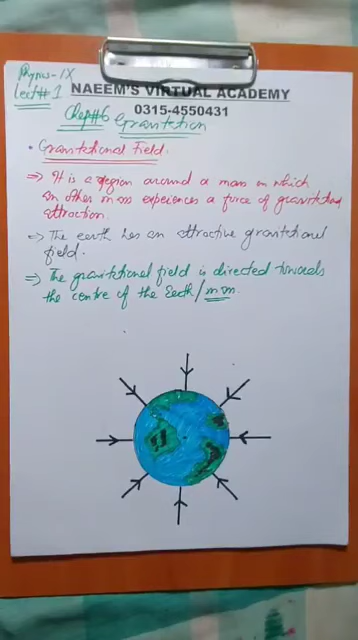 Physics-IX
Lect# 1
NAEEM'S VIRTUAL ACADEMY
0315-4550431
Chep#6 Gravitation
• Gravitational Field.
⇒ It is a region around a mass in which
an other mass experiences a force of gravitational
attraction.
⇒ The earth has an attractive gravitational
field.
⇒ The gravitational field is directed towards
the centre of the Earth/mass.